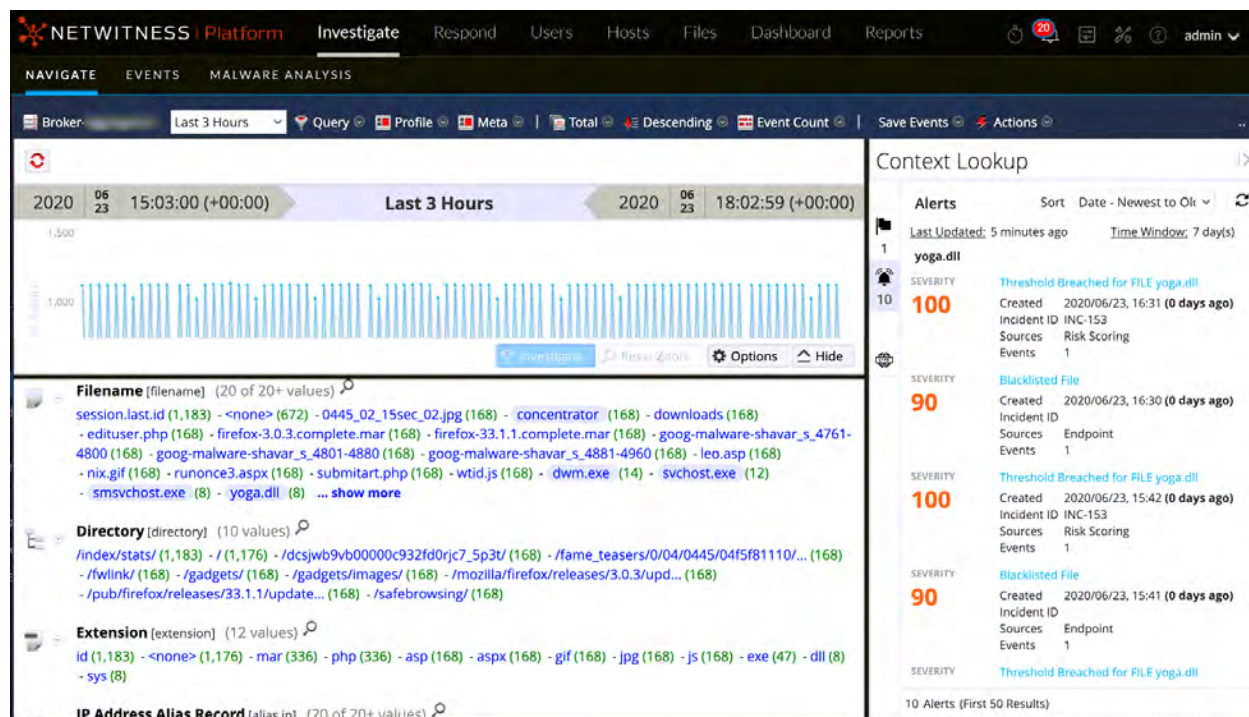 NETWITNESS Platform Investigate Respond Users Hosts Files Dashboard Reports 20 admin
NAVIGATE EVENTS MALWARE ANALYSIS
Broker- Last 3 Hours Query Profile Meta | Total Descending Event Count | Save Events Actions ..
2020 06 23 15:03:00 (+00:00) Last 3 Hours 2020 06 23 18:02:59 (+00:00)
1,500
1,000
Investigate Reset Zoom Options Hide
Filename [filename] (20 of 20+ values)
session.last.id (1,183) - <none> (672) - 0445_02_15sec_02.jpg (168) - concentrator (168) - downloads (168)
- edituser.php (168) - firefox-3.0.3.complete.mar (168) - firefox-33.1.1.complete.mar (168) - goog-malware-shavar_s_4761-
4800 (168) - goog-malware-shavar_s_4801-4880 (168) - goog-malware-shavar_s_4881-4960 (168) - leo.asp (168)
- nix.gif (168) - runonce3.aspx (168) - submitart.php (168) - wtid.js (168) - dwm.exe (14) - svchost.exe (12)
- smsvchost.exe (8) - yoga.dll (8) ... show more
Directory [directory] (10 values)
/index/stats/ (1,183) - / (1,176) - /dcsjwb9vb00000c932fd0rjc7_5p3t/ (168) - /fame_teasers/0/04/0445/04f5f81110/... (168)
- /fwlink/ (168) - /gadgets/ (168) - /gadgets/images/ (168) - /mozilla/firefox/releases/3.0.3/upd... (168)
- /pub/firefox/releases/33.1.1/update... (168) - /safebrowsing/ (168)
Extension [extension] (12 values)
id (1,183) - <none> (1,176) - mar (336) - php (336) - asp (168) - aspx (168) - gif (168) - jpg (168) - js (168) - exe (47) - dll (8)
- sys (8)
IP Address Alias Record [alias.ip] (20 of 20+ values)
Context Lookup
1
10
Alerts Sort Date - Newest to Ol
Last Updated: 5 minutes ago Time Window: 7 day(s)
yoga.dll
SEVERITY Threshold Breached for FILE yoga.dll
100 Created 2020/06/23, 16:31 (0 days ago)
Incident ID INC-153
Sources Risk Scoring
Events 1
SEVERITY Blacklisted File
90 Created 2020/06/23, 16:30 (0 days ago)
Incident ID
Sources Endpoint
Events 1
SEVERITY Threshold Breached for FILE yoga.dll
100 Created 2020/06/23, 15:42 (0 days ago)
Incident ID INC-153
Sources Risk Scoring
Events 1
SEVERITY Blacklisted File
90 Created 2020/06/23, 15:41 (0 days ago)
Incident ID
Sources Endpoint
Events 1
SEVERITY Threshold Breached for FILE yoga.dll
10 Alerts (First 50 Results)